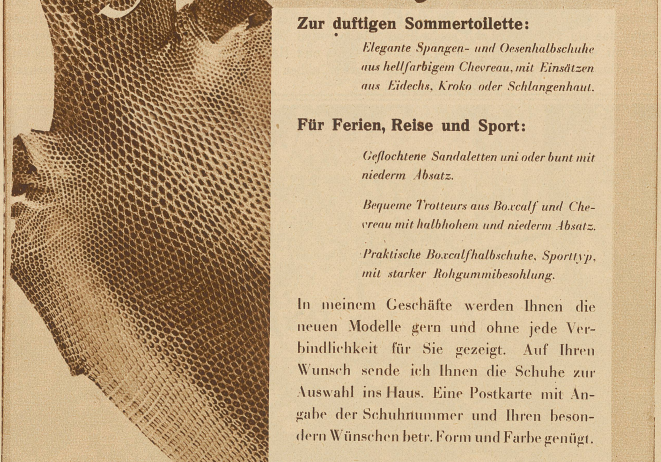 Zur duftigen Sommertoilette:
Elegante Spangen- und Oesenhalbschuhe
aus hellfarbigem Chevreau, mit Einsätzen
aus Eidechs, Kroko oder Schlangenhaut.
Für Ferien, Reise und Sport:
Geflochtene Sandaletten uni oder bunt mit
niederm Absatz.
Bequeme Trotteurs aus Boxcalf und Che-
vreau mit halbhohem und niederm Absatz.
Praktische Boxcalfhalbschuhe, Sporttyp,
mit starker Rohgummibesohlung.
In meinem Geschäfte werden Ihnen die
neuen Modelle gern und ohne jede Ver-
bindlichkeit für Sie gezeigt. Auf Ihren
Wunsch sende ich Ihnen die Schuhe zur
Auswahl ins Haus. Eine Postkarte mit An-
gabe der Schuhnummer und Ihren beson-
dern Wünschen betr. Form und Farbe genügt.